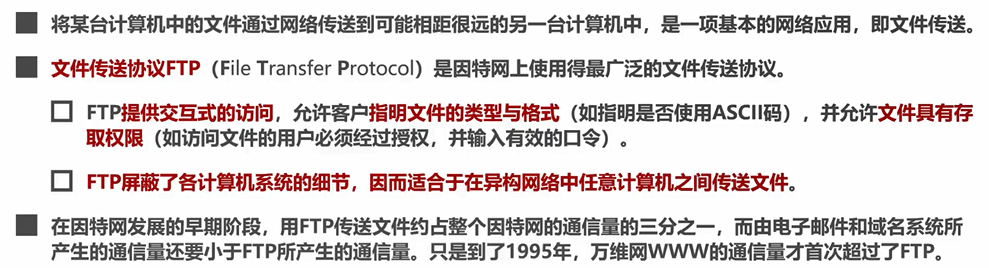 将某台计算机中的文件通过网络传送到可能相距很远的另一台计算机中，是一项基本的网络应用，即文件传送。
文件传送协议FTP（File Transfer Protocol）是因特网上使用得最广泛的文件传送协议。
FTP提供交互式的访问，允许客户指明文件的类型与格式（如指明是否使用ASCII码），并允许文件具有存
取权限（如访问文件的用户必须经过授权，并输入有效的口令）。
FTP屏蔽了各计算机系统的细节，因而适合于在异构网络中任意计算机之间传送文件。
在因特网发展的早期阶段，用FTP传送文件约占整个因特网的通信量的三分之一，而由电子邮件和域名系统所
产生的通信量还要小于FTP所产生的通信量。只是到了1995年，万维网WWW的通信量才首次超过了FTP。